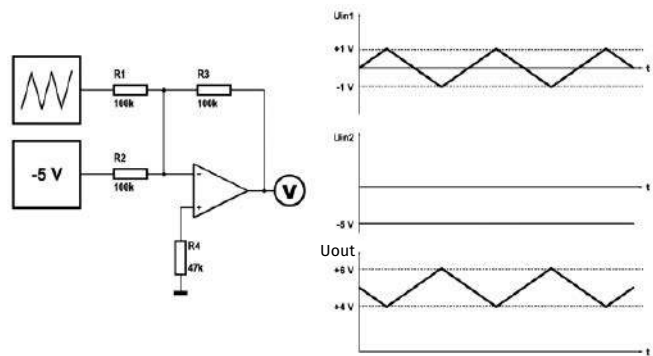 R1
100k
R3
100k
-5 V
R2
100k
-
+
R4
47k
V
Uin1
+1 V
-1 V
t
Uin2
-5 V
t
Uout
+6 V
+4 V
t